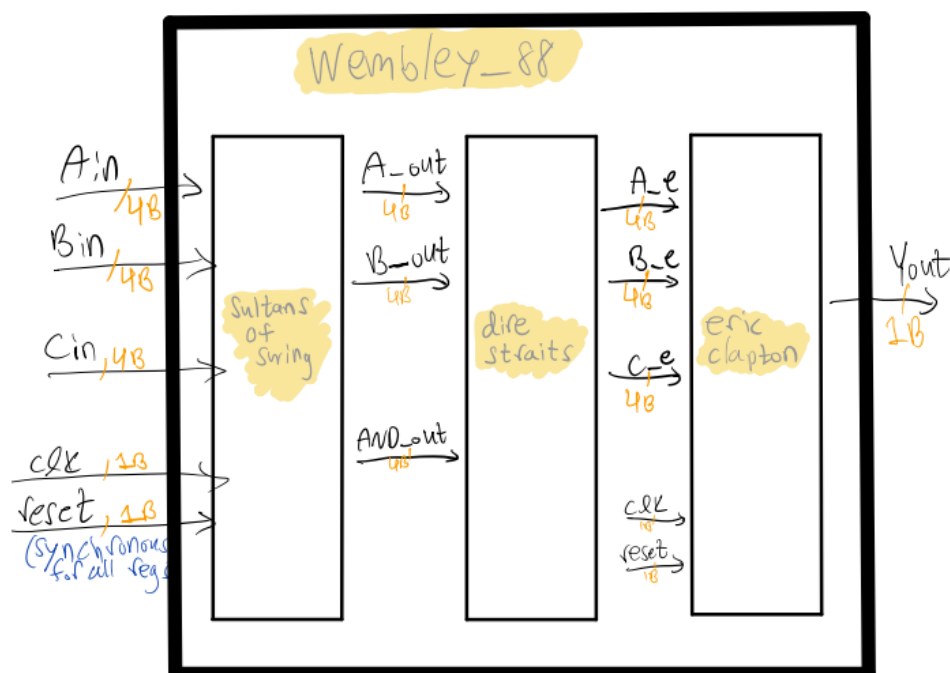 Wembley_88
Ain
4B
Bin
4B
Cin
4B
clk
1B
reset
1B
(synchronous
for all regs
sultans
of
swing
A_out
4B
B_out
4B
AND_out
4B
dire
straits
A_e
4B
B_e
4B
C_e
4B
clk
1B
reset
1B
eric
clapton
Yout
1B